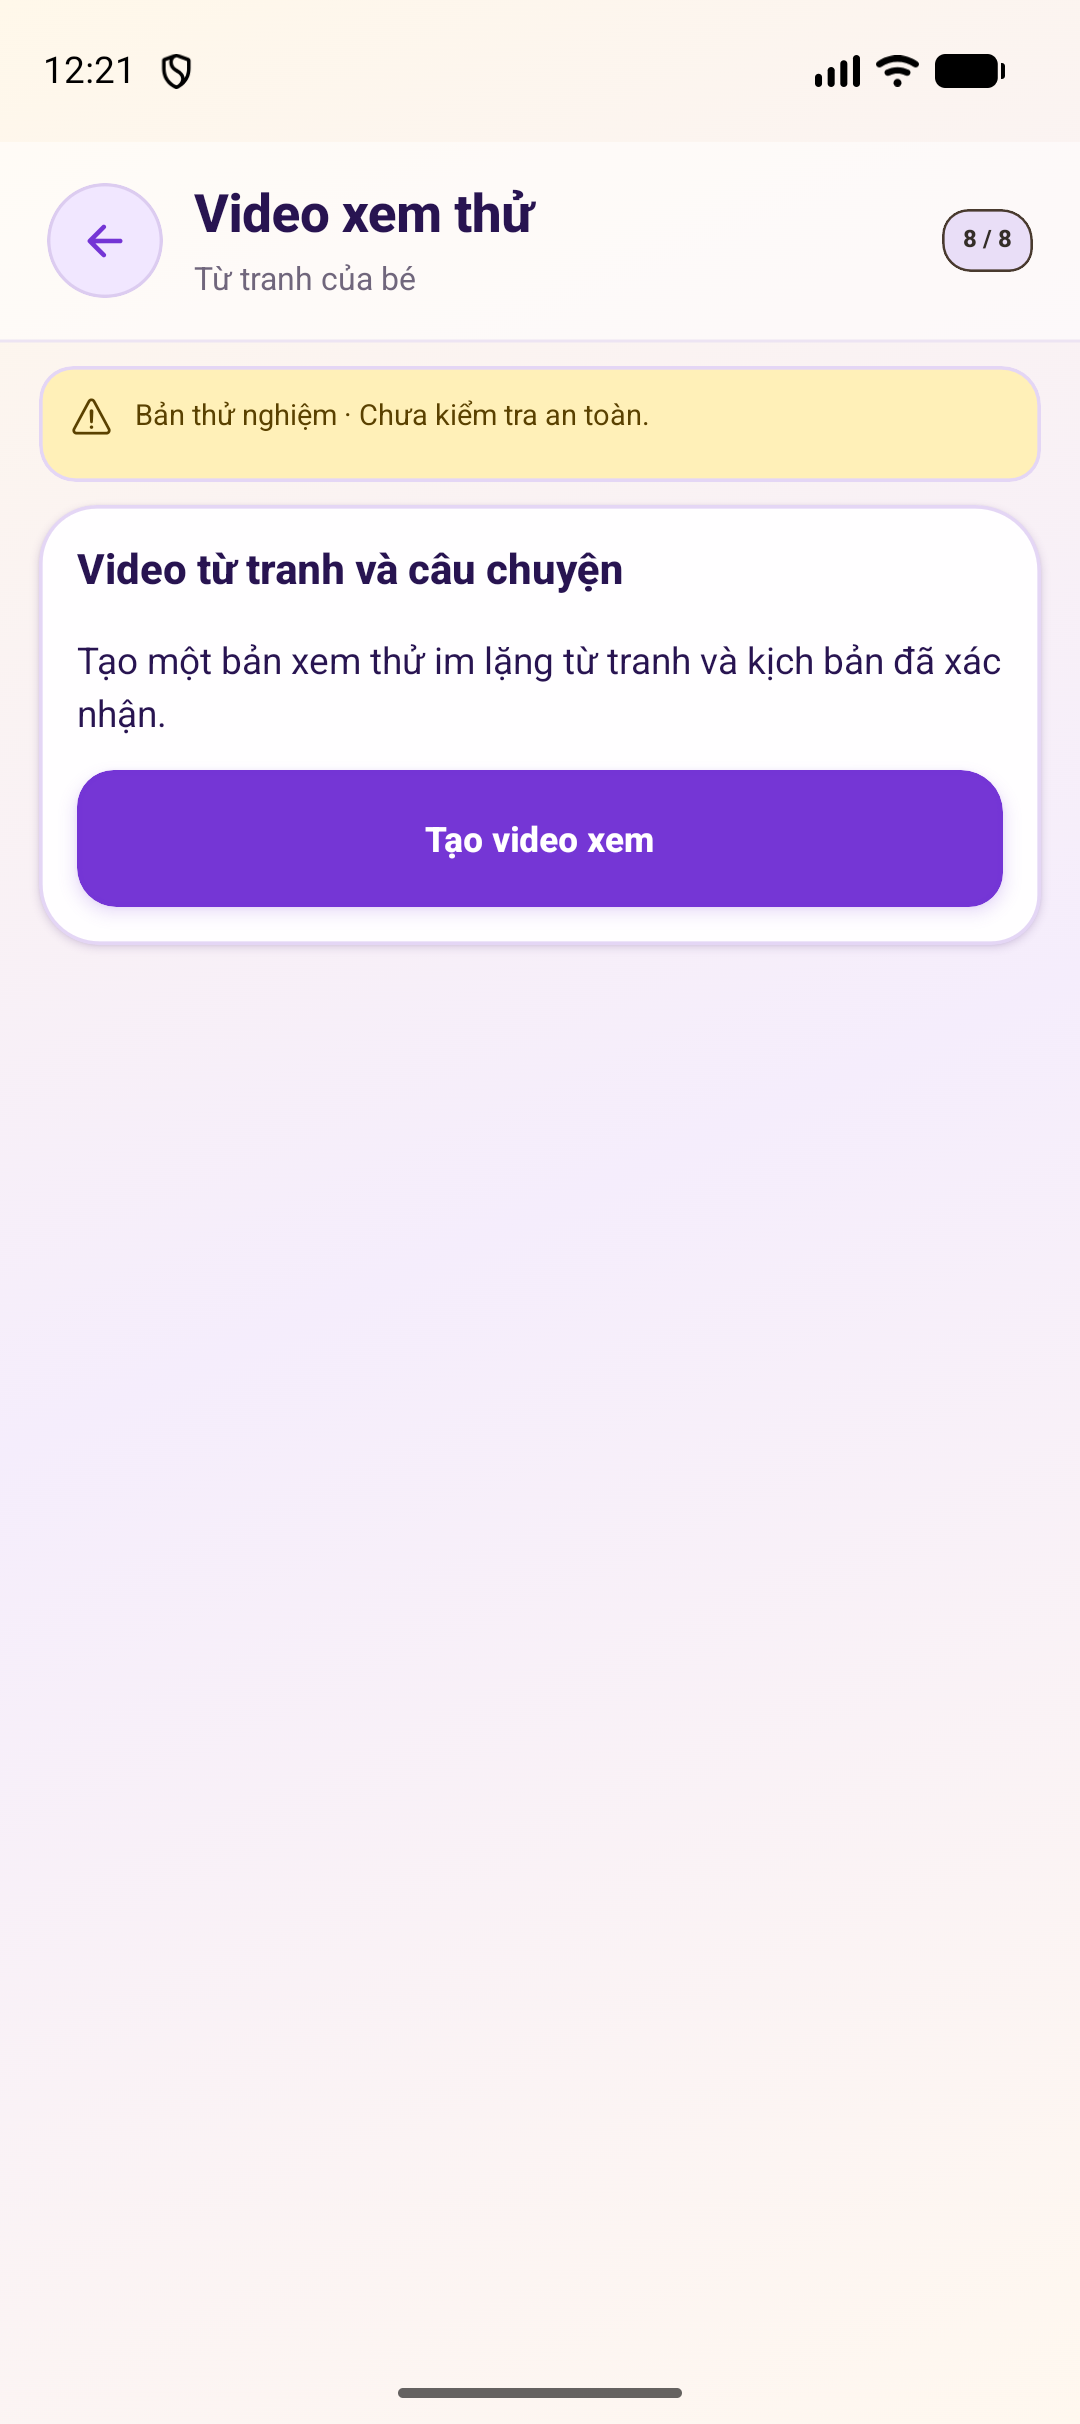 12:21
Video xem thử
Từ tranh của bé
8 / 8
Bản thử nghiệm · Chưa kiểm tra an toàn.
Video từ tranh và câu chuyện
Tạo một bản xem thử im lặng từ tranh và kịch bản đã xác
nhận.
Tạo video xem